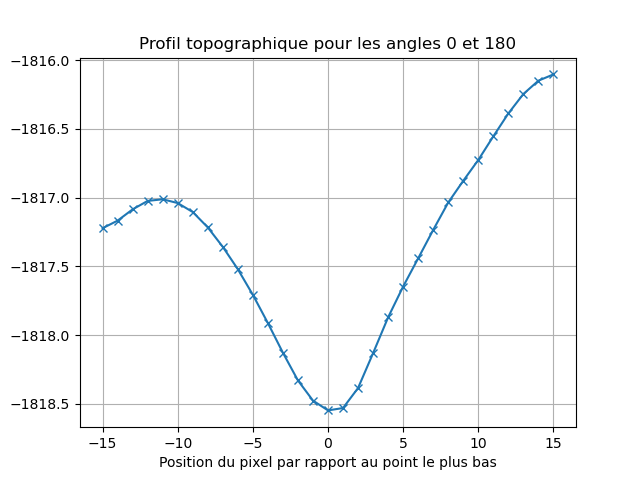 Profil topographique pour les angles 0 et 180
−1816.0
−1816.5
−1817.0
−1817.5
−1818.0
−1818.5
−15 −10 −5 0 5 10 15
Position du pixel par rapport au point le plus bas